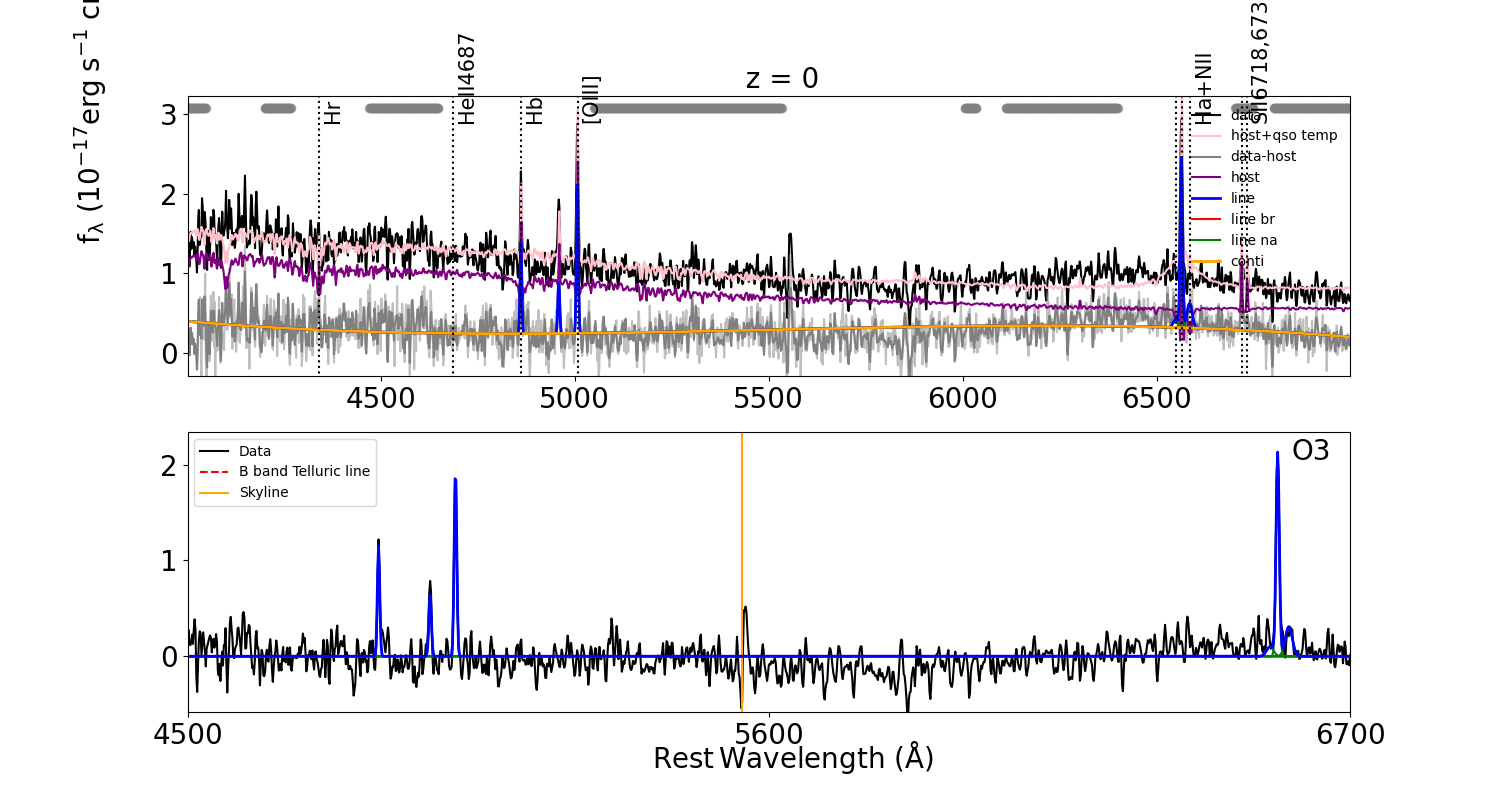 z = 0
f_λ (10^−17 erg s^−1 c
Hr
HeII4687
Hb
[OIII]
Ha+NII
SII6718,673
data
host+qso temp
data-host
host
line
line br
line na
conti
3
2
1
0
4500 5000 5500 6000 6500
O3
Data
B band Telluric line
Skyline
2
1
0
4500 5600 6700
Rest Wavelength (Å)